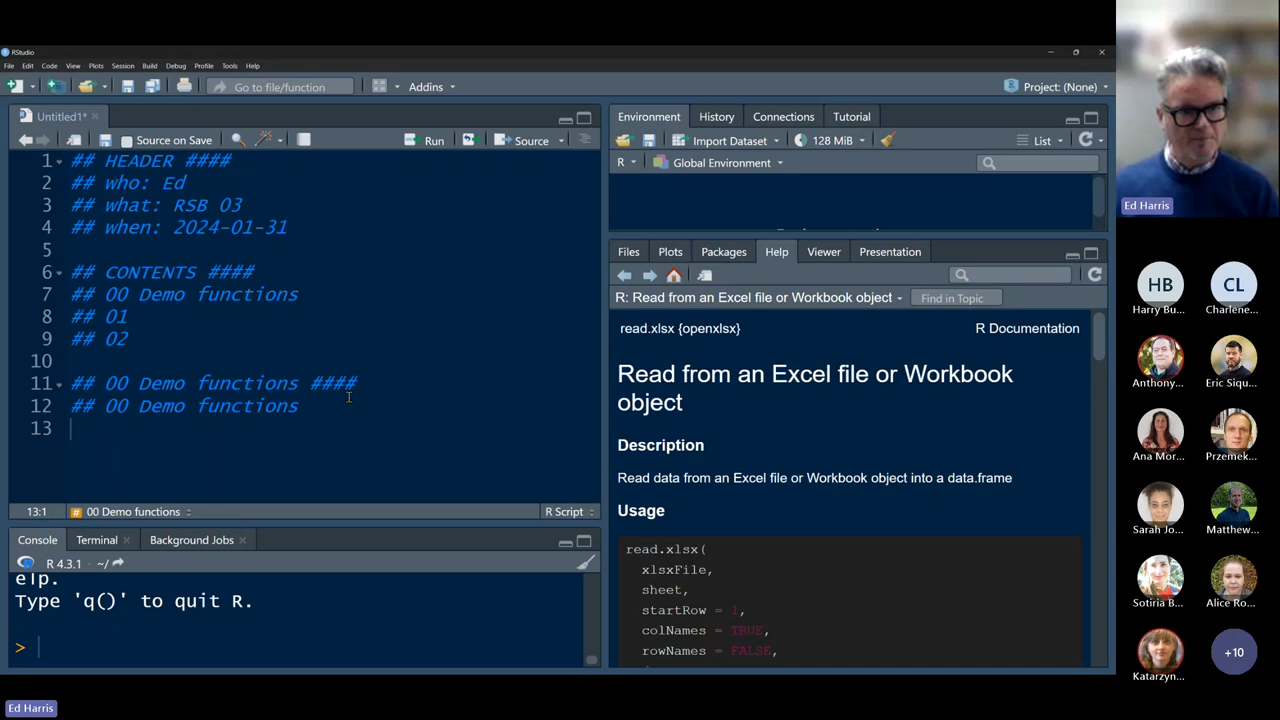 RStudio
File Edit Code View Plots Session Build Debug Profile Tools Help
Go to file/function Addins Project: (None)
Untitled1*
Source on Save Run Source
1 ## HEADER ####
2 ## who: Ed
3 ## what: RSB 03
4 ## when: 2024-01-31
5
6 ## CONTENTS ####
7 ## 00 Demo functions
8 ## 01
9 ## 02
10
11 ## 00 Demo functions ####
12 ## 00 Demo functions
13
13:1 # 00 Demo functions R Script
Console Terminal Background Jobs
R 4.3.1 · ~/
elp.
Type 'q()' to quit R.
>
Environment History Connections Tutorial
Import Dataset 128 MiB List
R Global Environment
Files Plots Packages Help Viewer Presentation
R: Read from an Excel file or Workbook object Find in Topic
read.xlsx {openxlsx} R Documentation
Read from an Excel file or Workbook
object
Description
Read data from an Excel file or Workbook object into a data.frame
Usage
read.xlsx(
xlsxFile,
sheet,
startRow = 1,
colNames = TRUE,
rowNames = FALSE,
Ed Harris
HB CL
Harry Bu... Charlene...
Anthony... Eric Siqu...
Ana Mor... Przemek...
Sarah Jo... Matthew...
Sotiria B... Alice Ro...
Katarzyn... +10
Ed Harris